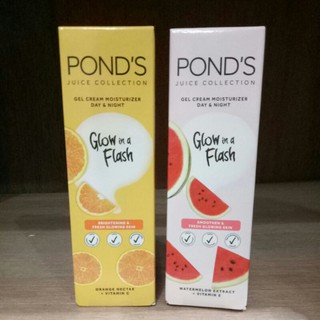 POND'S
JUICE COLLECTION
GEL CREAM MOISTURIZER
DAY & NIGHT
Glow in a
Flash
BRIGHTENING &
FRESH GLOWING SKIN
ORANGE NECTAR
+ VITAMIN E
POND'S
JUICE COLLECTION
GEL CREAM MOISTURIZER
DAY & NIGHT
Glow in a
Flash
SMOOTHER &
FRESH GLOWING SKIN
WATERMELON EXTRACT
+ VITAMIN E